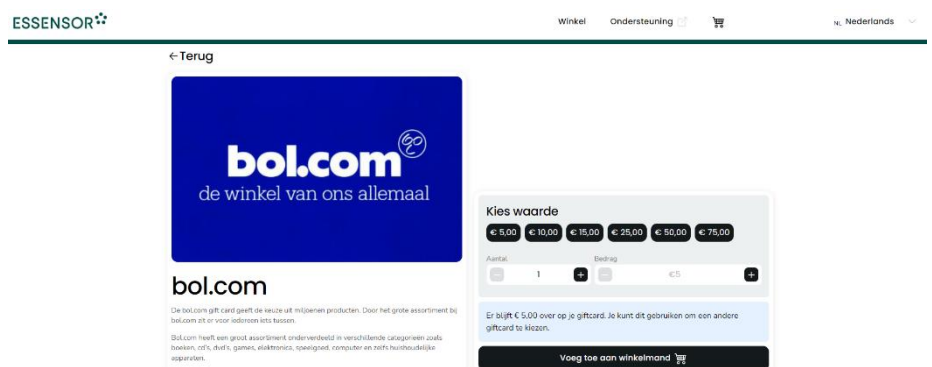 ESSENSOR
Winkel
Ondersteuning
NL Nederlands
←Terug
bol.com
de winkel van ons allemaal
bol.com
De bol.com gift card geeft de keuze uit miljoenen producten. Door het grote assortiment bij
bol.com zit er voor iedereen iets tussen.
Bol.com heeft een groot assortiment onderverdeeld in verschillende categorieën zoals
boeken, cd's, dvd's, games, elektronica, speelgoed, computer en zelfs huishoudelijke
apparaten.
Kies waarde
€ 5,00 € 10,00 € 15,00 € 25,00 € 50,00 € 75,00
Aantal Bedrag
- 1 + - €5 +
Er blijft € 5,00 over op je giftcard. Je kunt dit gebruiken om een andere
giftcard te kiezen.
Voeg toe aan winkelmand